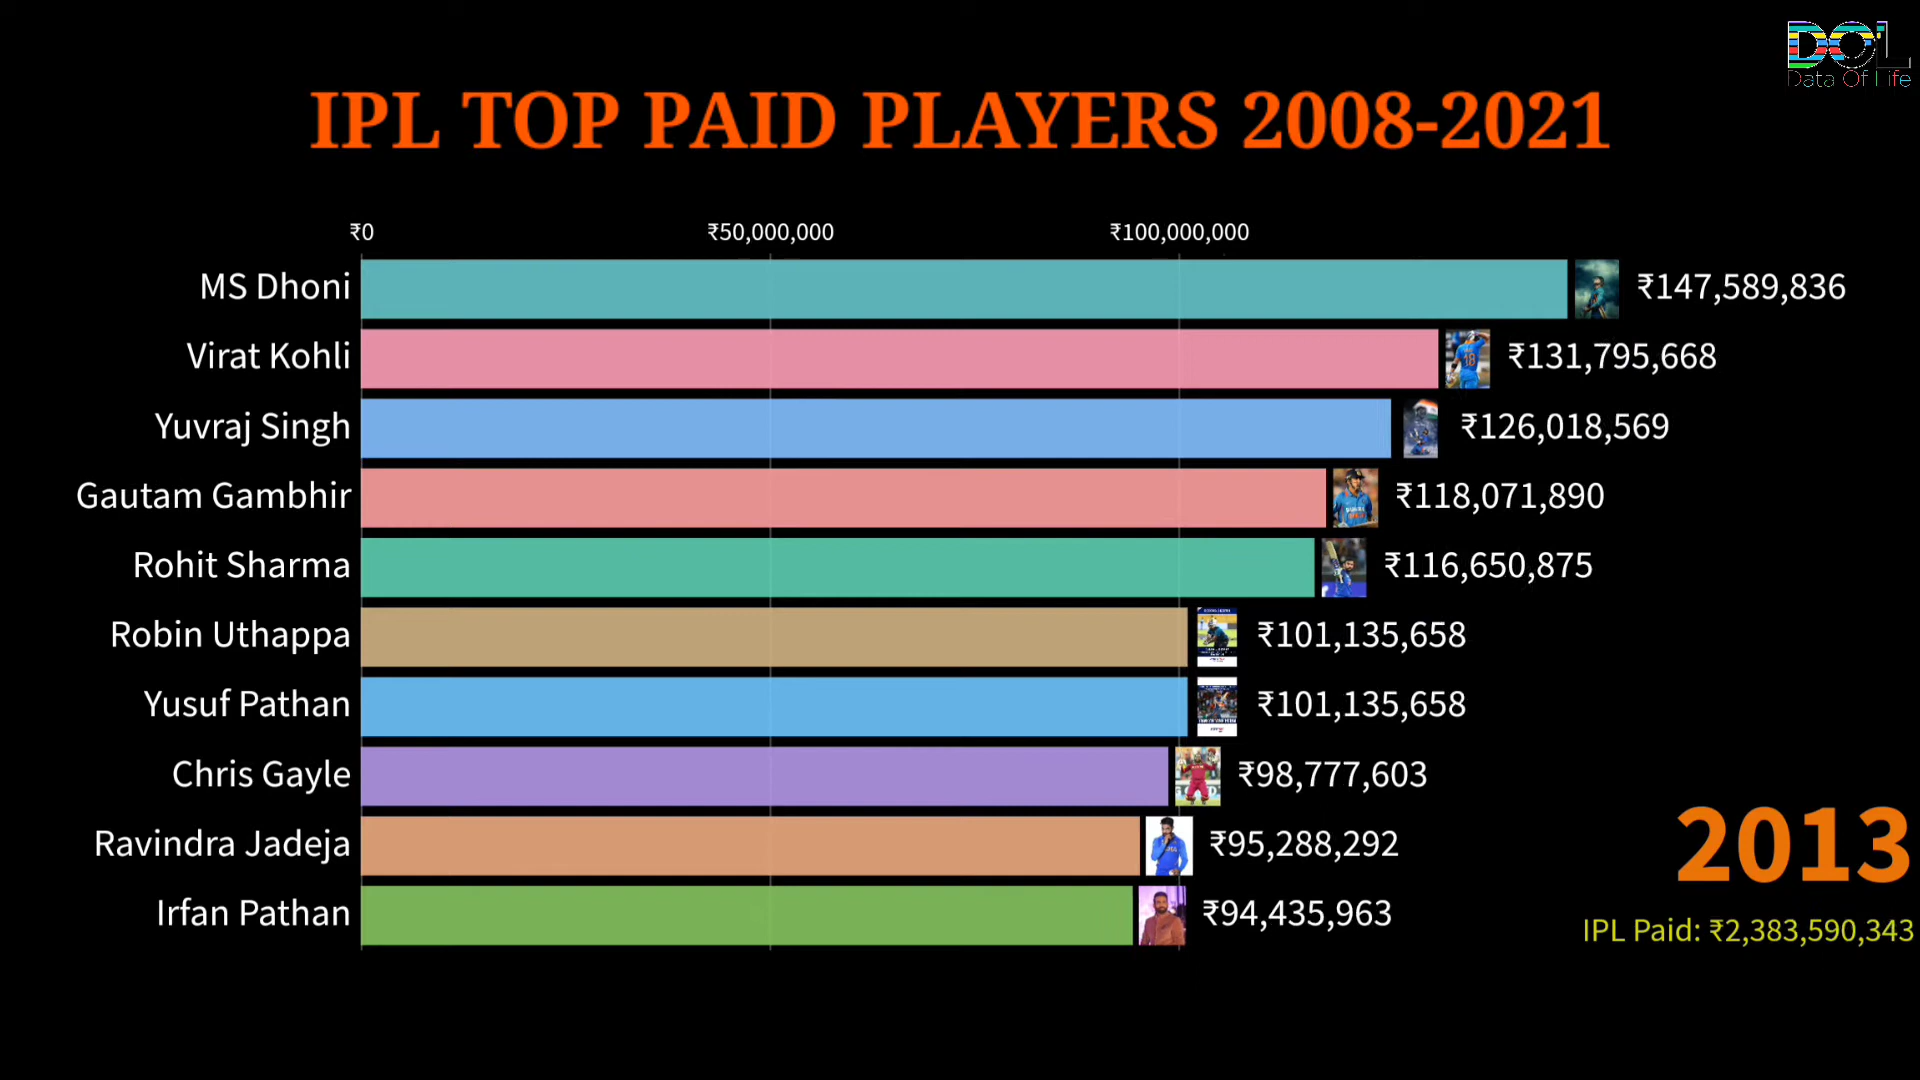 DOL
Data Of Life
IPL TOP PAID PLAYERS 2008-2021
₹0 ₹50,000,000 ₹100,000,000
MS Dhoni ₹147,589,836
Virat Kohli ₹131,795,668
Yuvraj Singh ₹126,018,569
Gautam Gambhir ₹118,071,890
Rohit Sharma ₹116,650,875
Robin Uthappa ₹101,135,658
Yusuf Pathan ₹101,135,658
Chris Gayle ₹98,777,603
Ravindra Jadeja ₹95,288,292
Irfan Pathan ₹94,435,963
2013
IPL Paid: ₹2,383,590,343